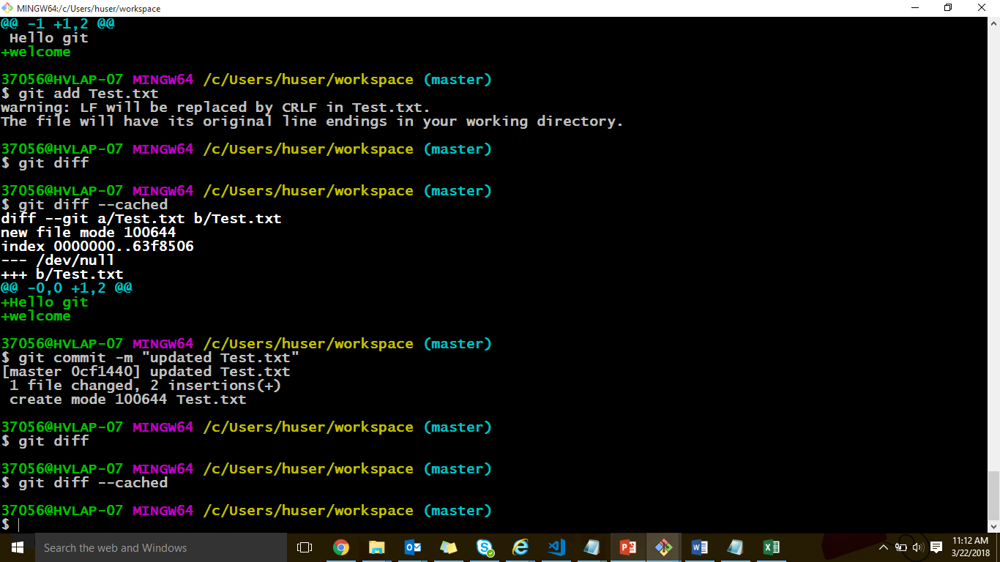 MINGW64:/c/Users/huser/workspace
@@ -1 +1,2 @@
 Hello git
+welcome
37056@HVLAP-07 MINGW64 /c/Users/huser/workspace (master)
$ git add Test.txt
warning: LF will be replaced by CRLF in Test.txt.
The file will have its original line endings in your working directory.
37056@HVLAP-07 MINGW64 /c/Users/huser/workspace (master)
$ git diff
37056@HVLAP-07 MINGW64 /c/Users/huser/workspace (master)
$ git diff --cached
diff --git a/Test.txt b/Test.txt
new file mode 100644
index 0000000..63f8506
--- /dev/null
+++ b/Test.txt
@@ -0,0 +1,2 @@
+Hello git
+welcome
37056@HVLAP-07 MINGW64 /c/Users/huser/workspace (master)
$ git commit -m "updated Test.txt"
[master 0cf1440] updated Test.txt
 1 file changed, 2 insertions(+)
 create mode 100644 Test.txt
37056@HVLAP-07 MINGW64 /c/Users/huser/workspace (master)
$ git diff
37056@HVLAP-07 MINGW64 /c/Users/huser/workspace (master)
$ git diff --cached
37056@HVLAP-07 MINGW64 /c/Users/huser/workspace (master)
$
Search the web and Windows
11:12 AM
3/22/2018